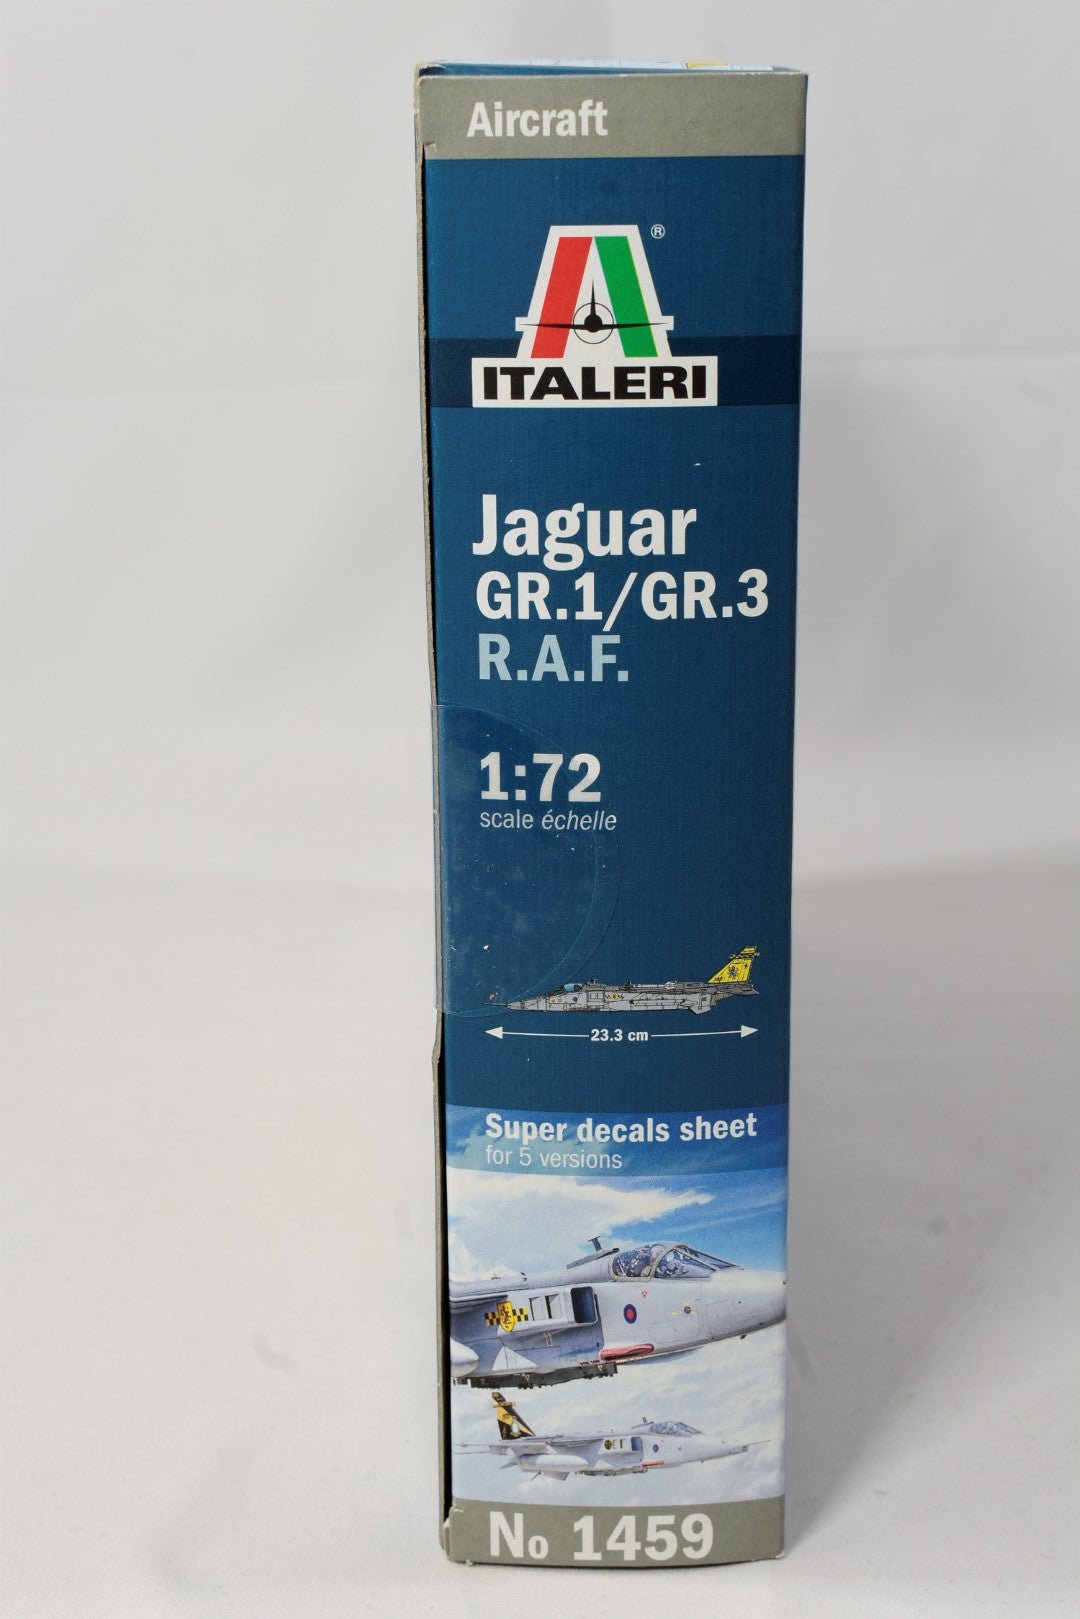 Aircraft
®
ITALERI
Jaguar
GR.1/GR.3
R.A.F.
1:72
scale échelle
23.3 cm
Super decals sheet
for 5 versions
No 1459